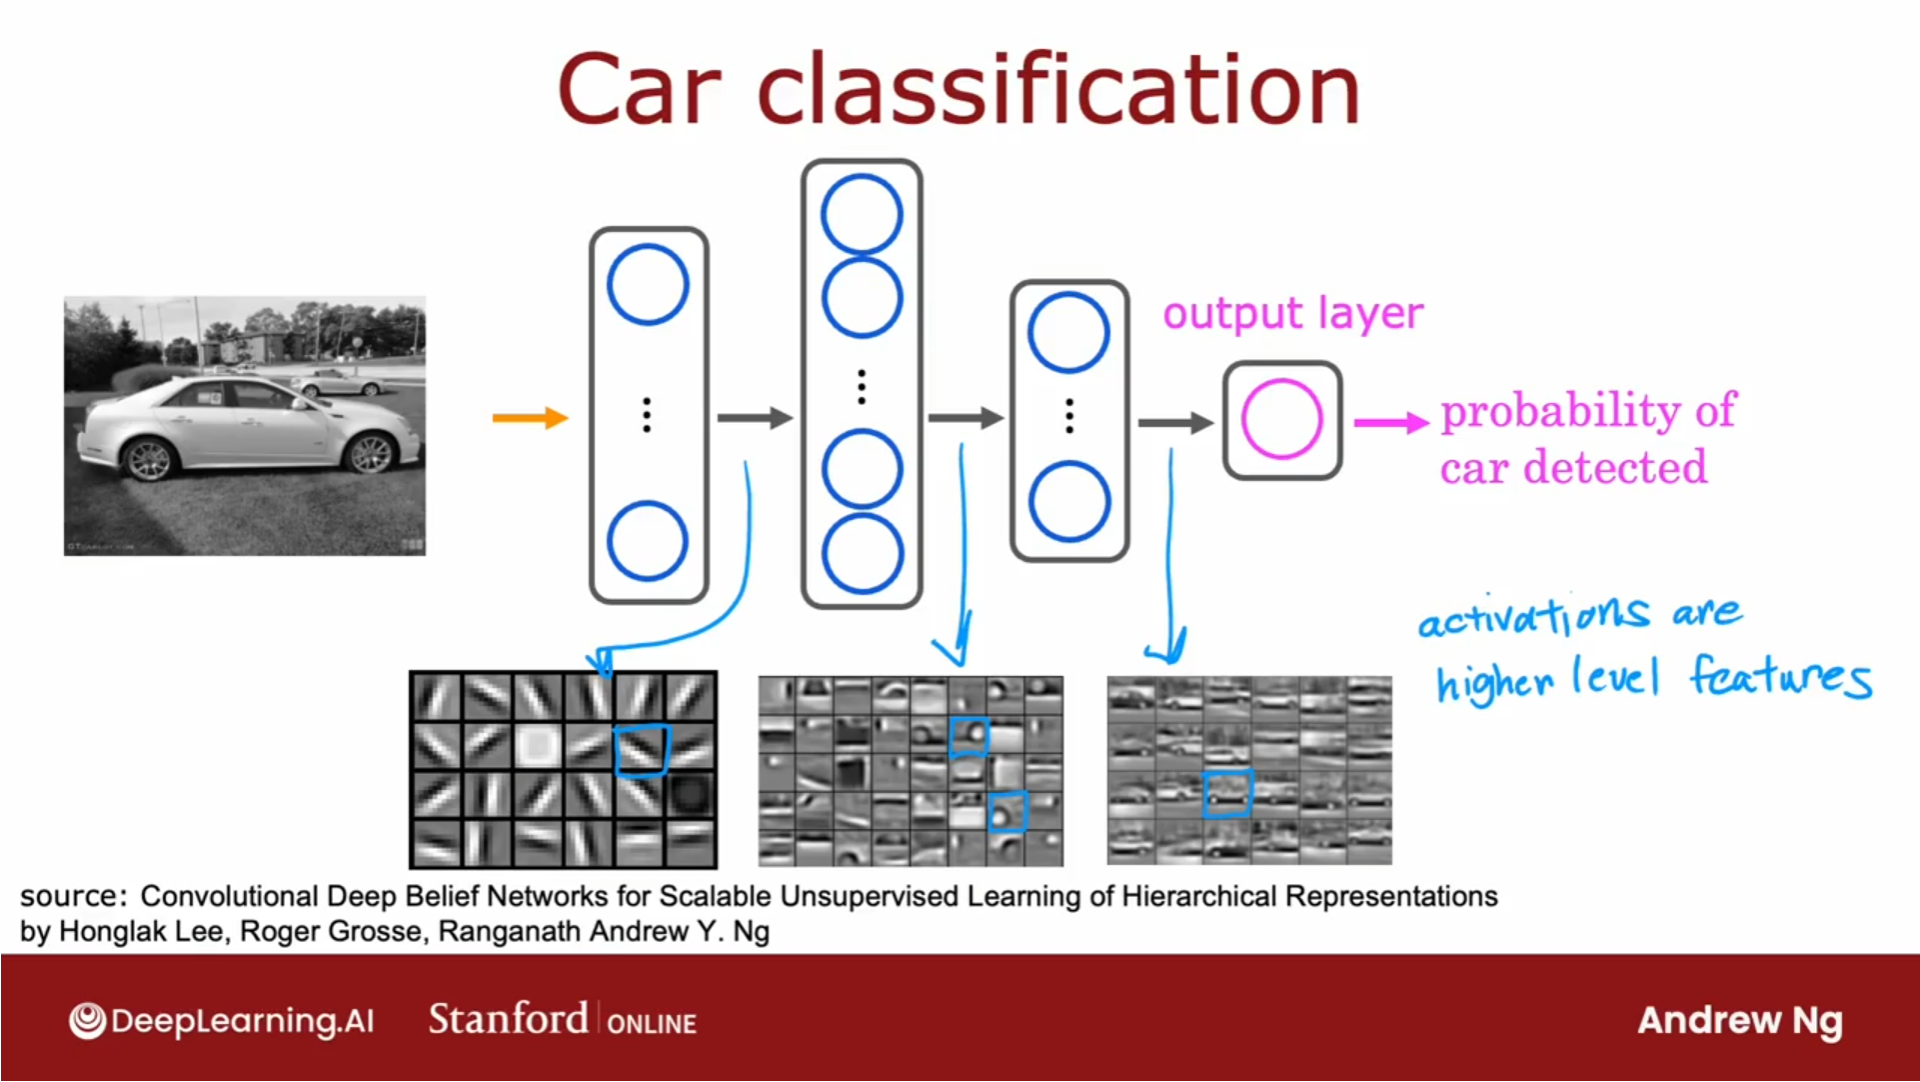 Car classification
output layer
probability of
car detected
activations are
higher level features
source: Convolutional Deep Belief Networks for Scalable Unsupervised Learning of Hierarchical Representations
by Honglak Lee, Roger Grosse, Ranganath Andrew Y. Ng
DeepLearning.AI
Stanford ONLINE
Andrew Ng